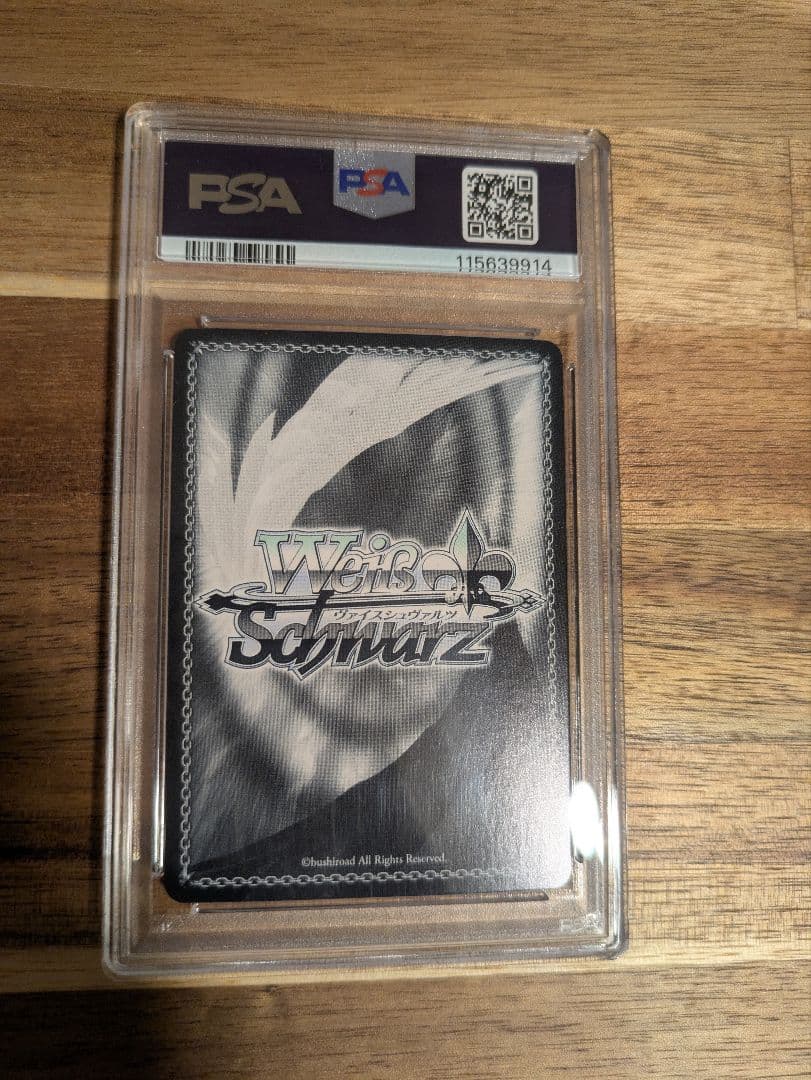 PSA
PSA
115639914
Weiß
ヴァイスシュヴァルツ
Schwarz
©bushiroad All Rights Reserved.